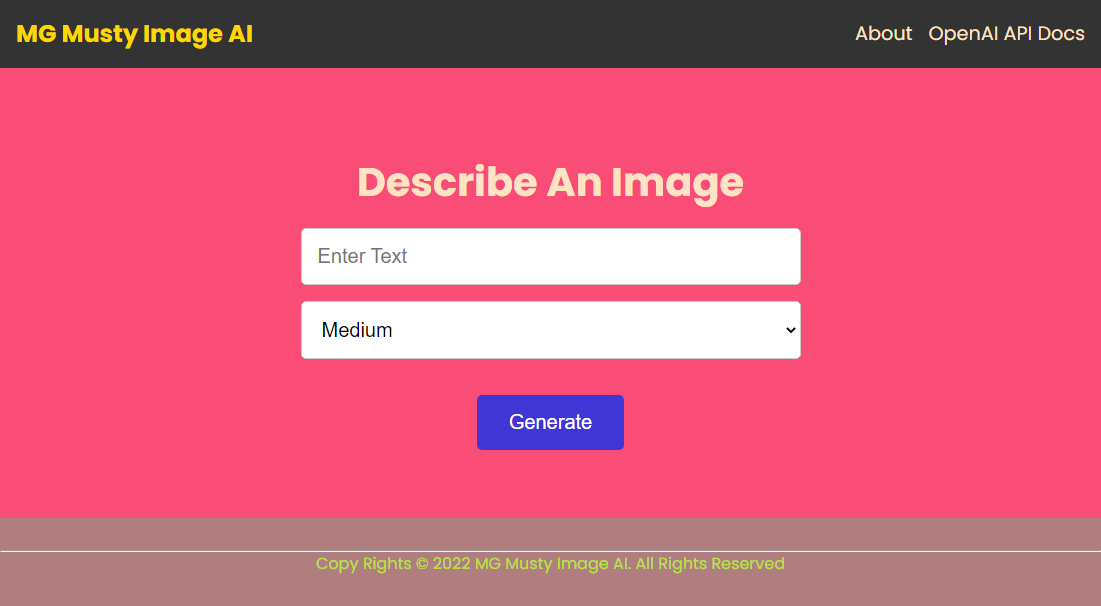 MG Musty Image AI
About OpenAI API Docs
Describe An Image
Enter Text
Medium
Generate
Copy Rights © 2022 MG Musty Image AI. All Rights Reserved